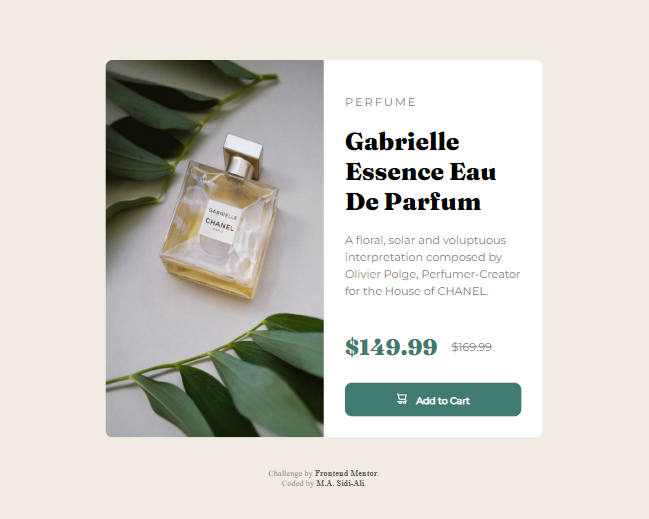 PERFUME
Gabrielle
Essence Eau
De Parfum
GABRIELLE
CHANEL
PARIS
A floral, solar and voluptuous
interpretation composed by
Olivier Polge, Perfumer-Creator
for the House of CHANEL.
$149.99 $169.99
Add to Cart
Challenge by Frontend Mentor.
Coded by M.A. Sidi-Ali.